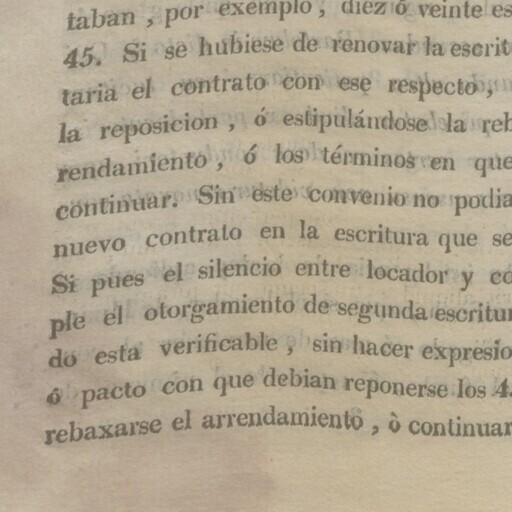 taban, por exemplo, diez ó veinte es
45. Si se hubiese de renovar la escrit
taria el contrato con ese respecto,
la reposicion, ó estipulándose la reb
rendamiento, ó los términos en que
continuar. Sin este convenio no podia
nuevo contrato en la escritura que se
Si pues el silencio entre locador y co
ple el otorgamiento de segunda escritu
do esta verificable, sin hacer expresio
ó pacto con que debian reponerse los 4
rebaxarse el arrendamiento, ò continuar